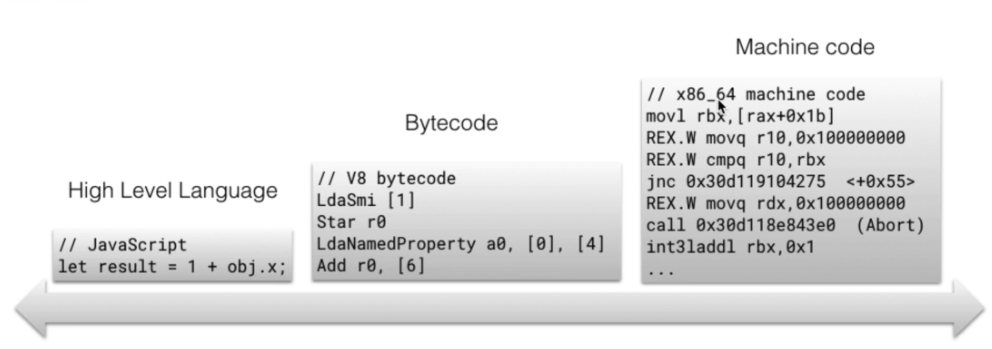 Machine code
// x86_64 machine code
movl rbx,[rax+0x1b]
REX.W movq r10,0x100000000
REX.W cmpq r10,rbx
jnc 0x30d119104275 <+0x55>
REX.W movq rdx,0x100000000
call 0x30d118e843e0 (Abort)
int3laddl rbx,0x1
...
Bytecode
// V8 bytecode
LdaSmi [1]
Star r0
LdaNamedProperty a0, [0], [4]
Add r0, [6]
High Level Language
// JavaScript
let result = 1 + obj.x;